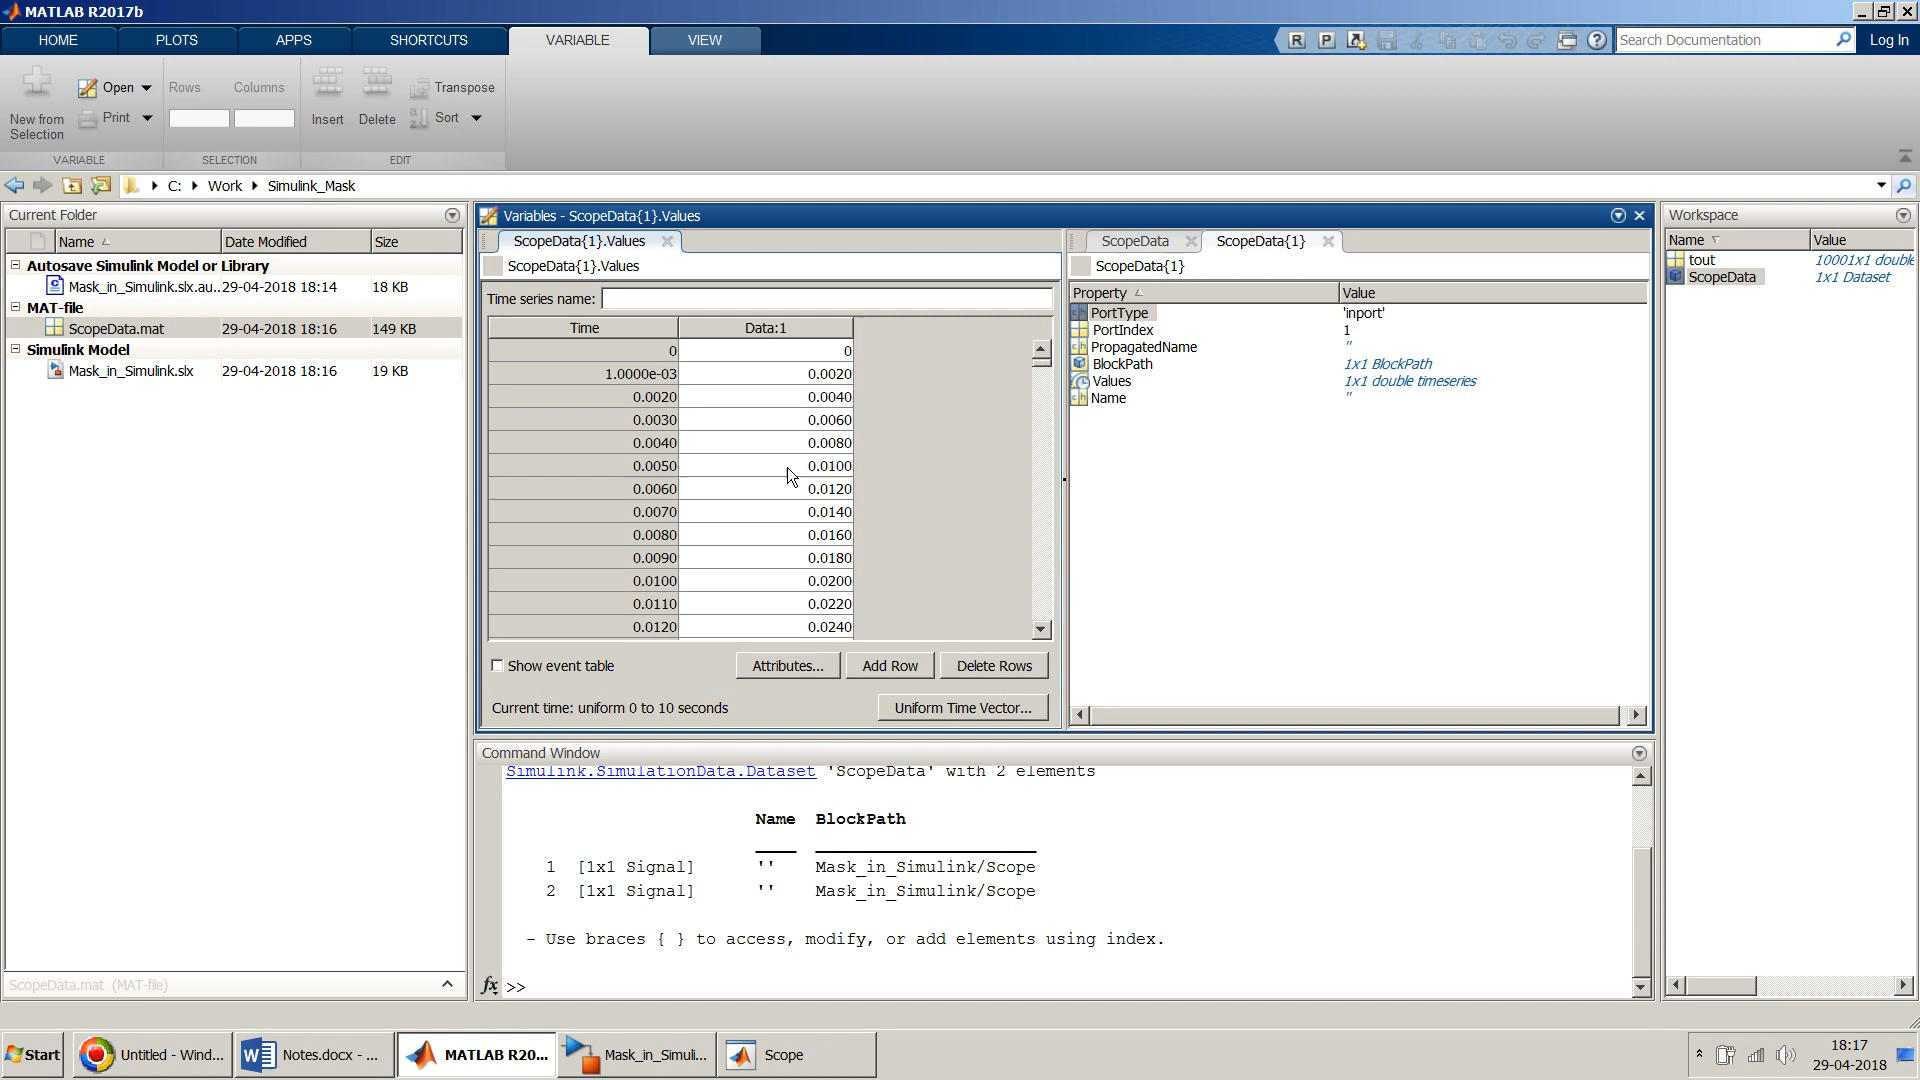 MATLAB R2017b
HOME PLOTS APPS SHORTCUTS VARIABLE VIEW
Search Documentation Log In
New from Selection
Open
Print
Rows Columns
Insert Delete
Transpose
Sort
VARIABLE SELECTION EDIT
C: Work Simulink_Mask
Current Folder
Name Date Modified Size
Autosave Simulink Model or Library
Mask_in_Simulink.slx.au.. 29-04-2018 18:14 18 KB
MAT-file
ScopeData.mat 29-04-2018 18:16 149 KB
Simulink Model
Mask_in_Simulink.slx 29-04-2018 18:16 19 KB
ScopeData.mat (MAT-file)
Variables - ScopeData{1}.Values
ScopeData{1}.Values
ScopeData{1}.Values
Time series name:
Time Data:1
0 0
1.0000e-03 0.0020
0.0020 0.0040
0.0030 0.0060
0.0040 0.0080
0.0050 0.0100
0.0060 0.0120
0.0070 0.0140
0.0080 0.0160
0.0090 0.0180
0.0100 0.0200
0.0110 0.0220
0.0120 0.0240
Show event table Attributes... Add Row Delete Rows
Current time: uniform 0 to 10 seconds Uniform Time Vector...
ScopeData ScopeData{1}
ScopeData{1}
Property Value
PortType 'inport'
PortIndex 1
PropagatedName ''
BlockPath 1x1 BlockPath
Values 1x1 double timeseries
Name ''
Workspace
Name Value
tout 10001x1 double
ScopeData 1x1 Dataset
Command Window
Simulink.SimulationData.Dataset 'ScopeData' with 2 elements
Name BlockPath
1 [1x1 Signal] '' Mask_in_Simulink/Scope
2 [1x1 Signal] '' Mask_in_Simulink/Scope
- Use braces { } to access, modify, or add elements using index.
fx >>
Start Untitled - Wind... Notes.docx - ... MATLAB R20... Mask_in_Simuli... Scope
18:17
29-04-2018